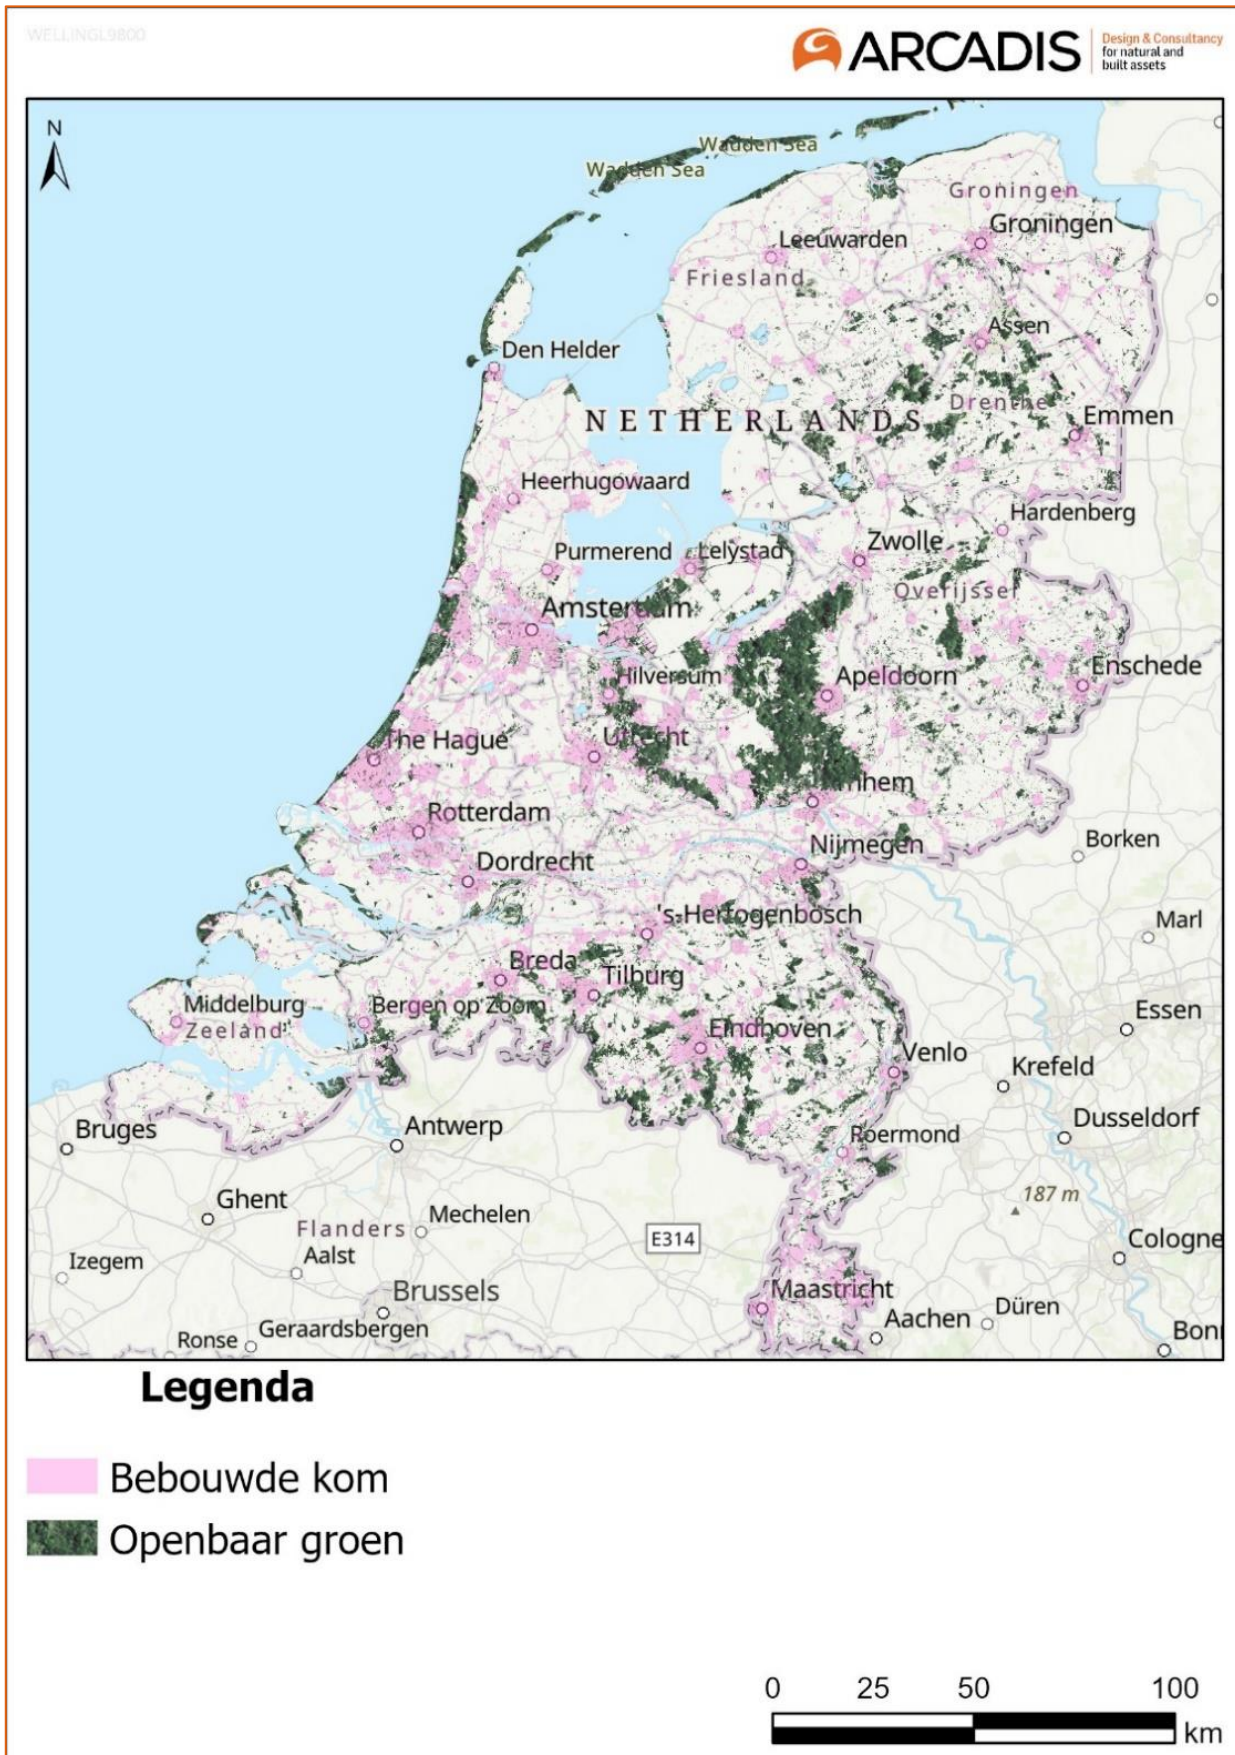 WELLINGL9800
ARCADIS
Design & Consultancy
for natural and
built assets
N
Wadden Sea
Wadden Sea
Groningen
Groningen
Leeuwarden
Friesland
Assen
Den Helder
Drenthe
NETHERLANDS
Emmen
Heerhugowaard
Hardenberg
Purmerend
Lelystad
Zwolle
Overijssel
Amsterdam
Hilversum
Apeldoorn
Enschede
The Hague
Utrecht
Arnhem
Rotterdam
Nijmegen
Borken
Dordrecht
's-Hertogenbosch
Marl
Breda
Tilburg
Middelburg
Bergen op Zoom
Zeeland
Eindhoven
Essen
Venlo
Krefeld
Bruges
Antwerp
Dusseldorf
Roermond
Ghent
187 m
Mechelen
Flanders
E314
Cologne
Aalst
Izegem
Brussels
Maastricht
Düren
Aachen
Geraardsbergen
Ronse
Bonn
Legenda
Bebouwde kom
Openbaar groen
0 25 50 100
km